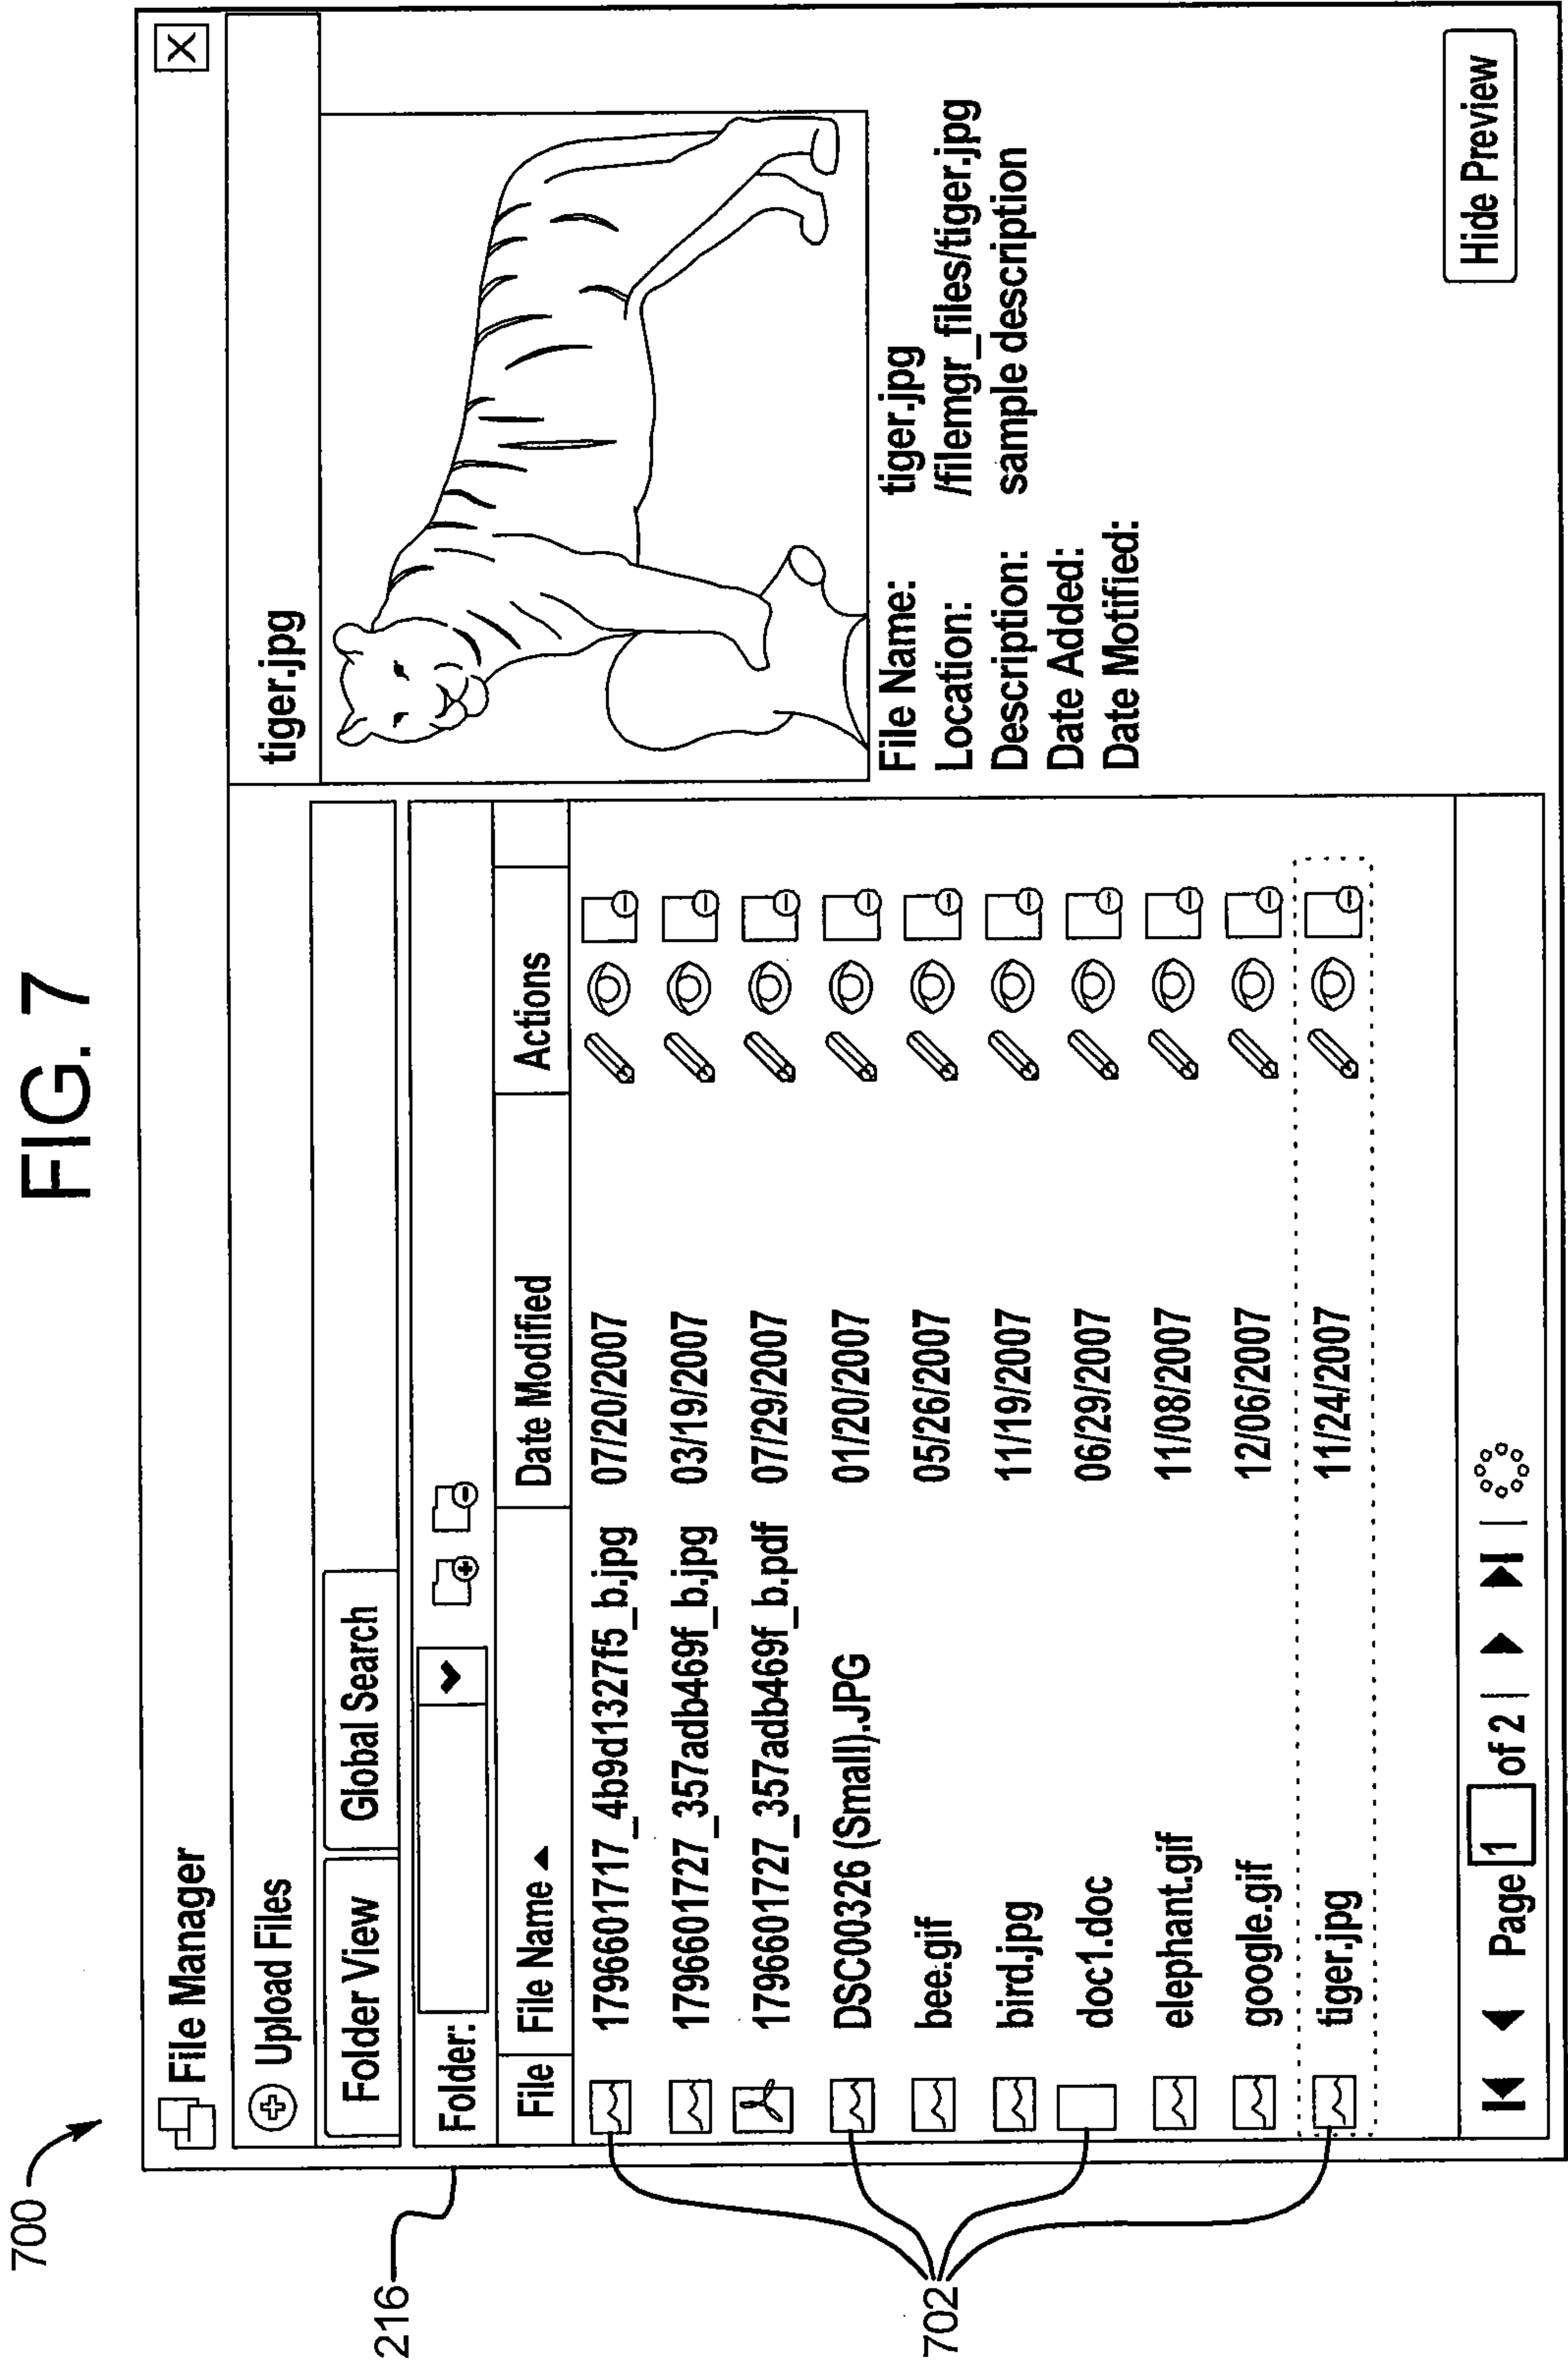 FIG. 7
700
216
702
File Manager
X
Upload Files
Folder View
Global Search
Folder:
File
File Name
Date Modified
Actions
1796601717_4b9d1327f5_b.jpg 07/20/2007
1796601727_357adb469f_b.jpg 03/19/2007
1796601727_357adb469f_b.pdf 07/29/2007
DSC00326 (Small).JPG 01/20/2007
bee.gif 05/26/2007
bird.jpg 11/19/2007
doc1.doc 06/29/2007
elephant.gif 11/08/2007
google.gif 12/06/2007
tiger.jpg 11/24/2007
Page 1 of 2
tiger.jpg
File Name: tiger.jpg
Location: /filemgr_files/tiger.jpg
Description: sample description
Date Added:
Date Motified:
Hide Preview